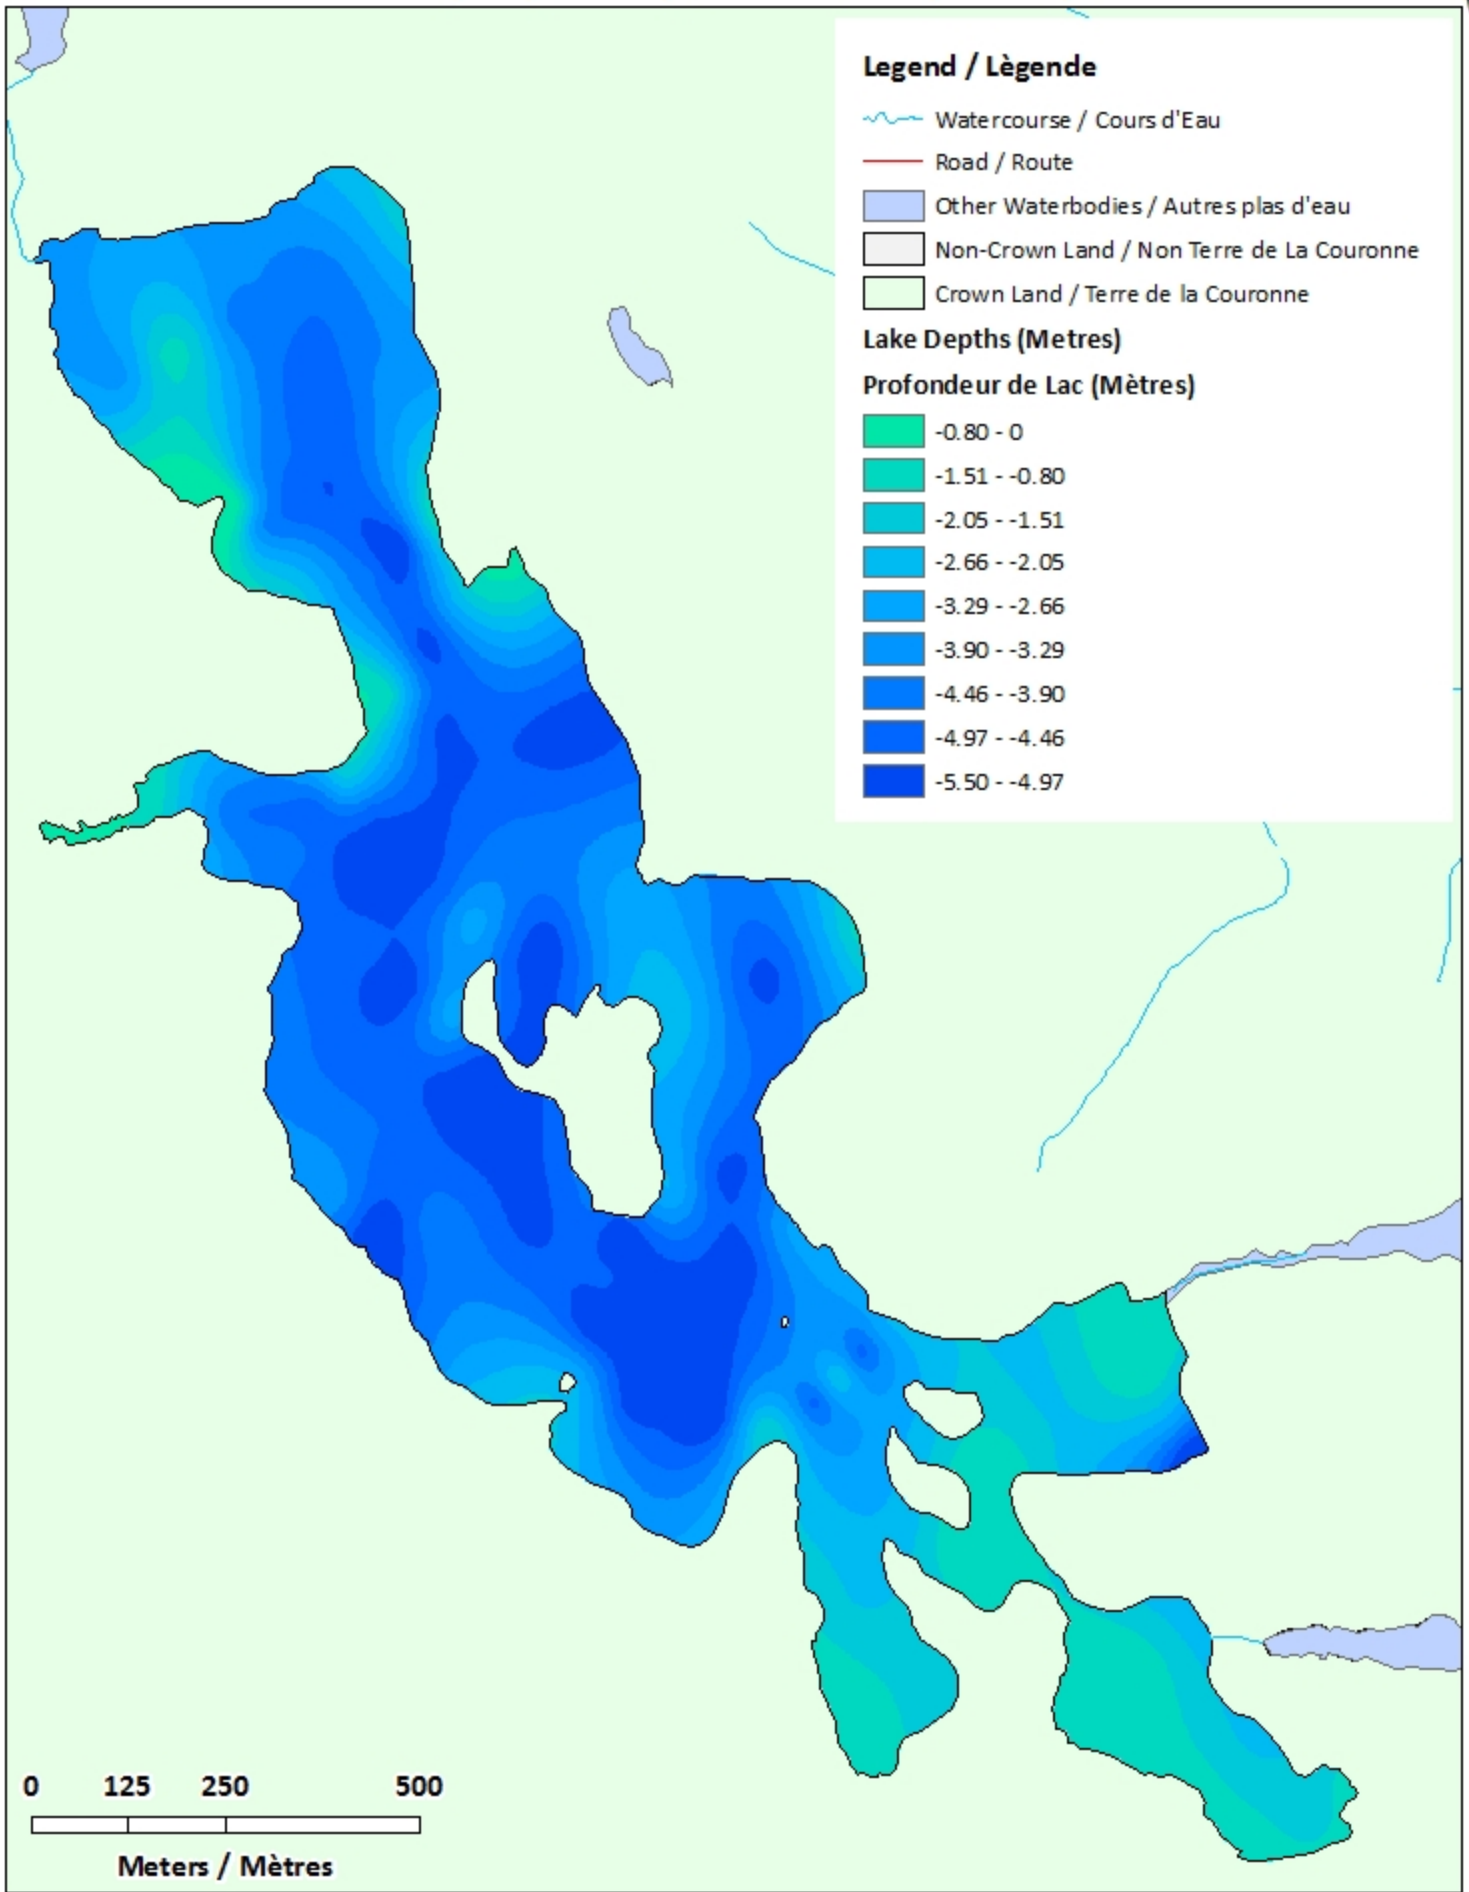 Legend / Lègende
Watercourse / Cours d'Eau
Road / Route
Other Waterbodies / Autres plas d'eau
Non-Crown Land / Non Terre de La Couronne
Crown Land / Terre de la Couronne
Lake Depths (Metres)
Profondeur de Lac (Mètres)
-0.80 - 0
-1.51 - -0.80
-2.05 - -1.51
-2.66 - -2.05
-3.29 - -2.66
-3.90 - -3.29
-4.46 - -3.90
-4.97 - -4.46
-5.50 - -4.97
0 125 250 500
Meters / Mètres